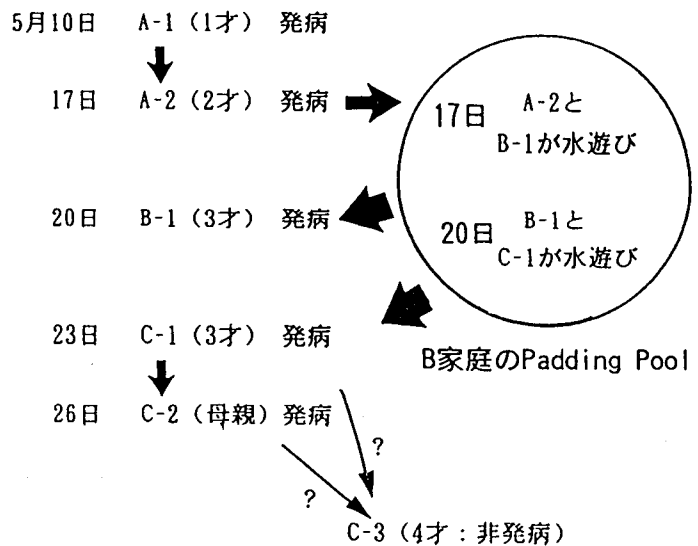 5月10日 A-1（1才）発病
17日 A-2（2才）発病
17日 A-2と
B-1が水遊び
20日 B-1（3才）発病
20日 B-1と
C-1が水遊び
23日 C-1（3才）発病
B家庭のPadding Pool
26日 C-2（母親）発病
?
?
C-3（4才：非発病）